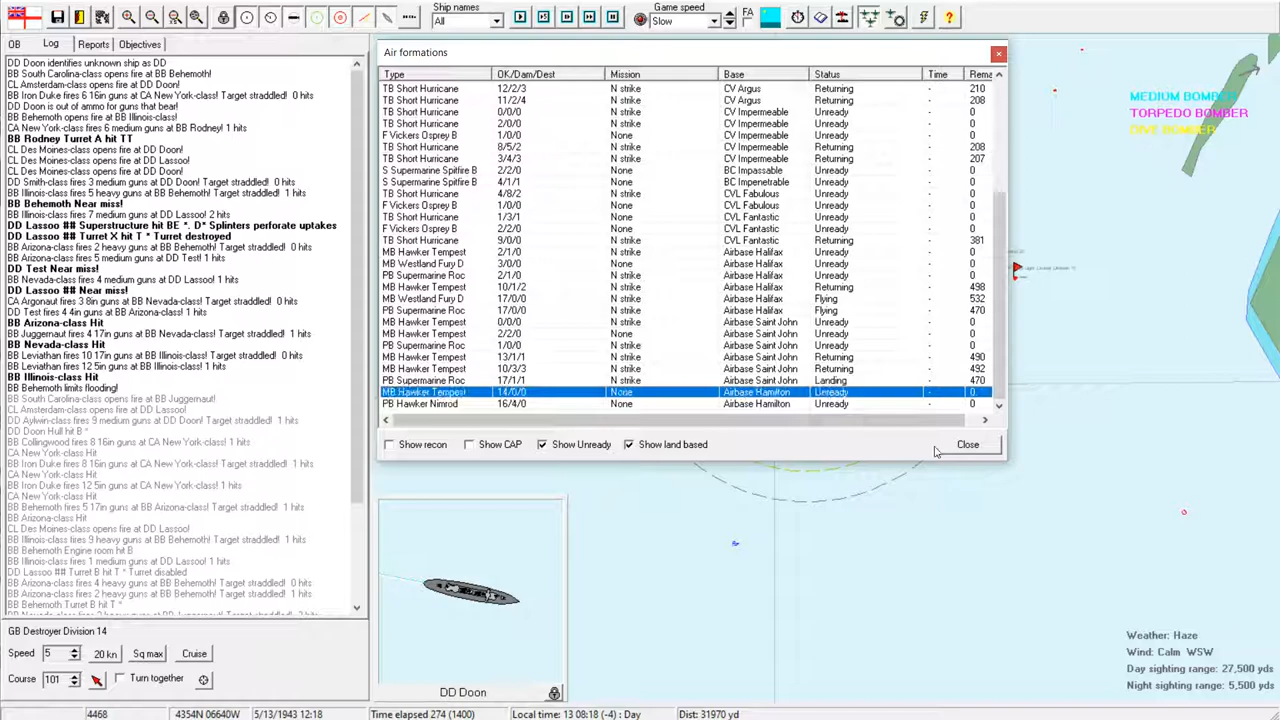 Ship names
All
Game speed
Slow
FA
OB Log Reports Objectives
DD Doon identifies unknown ship as DD
BB South Carolina-class opens fire at BB Behemoth!
CL Amsterdam-class opens fire at DD Doon!
BB Iron Duke fires 6 16in guns at CA New York-class! Target straddled! 0 hits
DD Doon is out of ammo for guns that bear!
BB Behemoth opens fire at BB Illinois-class!
CA New York-class fires 6 medium guns at BB Rodney! 1 hits
BB Rodney Turret A hit TT
CL Des Moines-class opens fire at DD Doon!
CL Des Moines-class opens fire at DD Lassoo!
CL Des Moines-class opens fire at DD Doon!
DD Smith-class fires 3 medium guns at DD Doon! Target straddled! 0 hits
BB Illinois-class fires 5 heavy guns at BB Behemoth! Target straddled! 1 hits
BB Behemoth Near miss!
BB Illinois-class fires 7 medium guns at DD Lassoo! 2 hits
DD Lassoo ## Superstructure hit BE *. D* Splinters perforate uptakes
DD Lassoo ## Turret X hit T * Turret destroyed
BB Arizona-class fires 2 heavy guns at BB Behemoth! Target straddled! 0 hits
BB Arizona-class fires 5 medium guns at DD Test! 1 hits
DD Test Near miss!
BB Nevada-class fires 4 medium guns at DD Lassoo! 1 hits
DD Lassoo ## Near miss!
CA Argonaut fires 3 8in guns at BB Nevada-class! Target straddled! 0 hits
DD Test fires 4 4in guns at BB Arizona-class! 1 hits
BB Arizona-class Hit
BB Juggernaut fires 4 17in guns at BB Nevada-class! 1 hits
BB Nevada-class Hit
BB Leviathan fires 10 17in guns at BB Illinois-class! 0 hits
BB Iron Duke fires 12 5in guns at BB Illinois-class! Target straddled! 1 hits
BB Illinois-class Hit
BB Behemoth limits flooding!
BB South Carolina-class opens fire at BB Juggernaut!
CL Amsterdam-class opens fire at DD Doon!
DD Aylwin-class fires 3 medium guns at DD Doon! Target straddled! 2 hits
DD Doon Hull hit B *
BB Collingwood fires 8 16in guns at CA New York-class! 1 hits
CA New York-class Hit
BB Iron Duke fires 8 16in guns at CA New York-class! Target straddled! 1 hits
CA New York-class Hit
BB Iron Duke fires 12 5in guns at CA New York-class! 1 hits
CA New York-class Hit
BB Behemoth fires 5 17in guns at BB Arizona-class! Target straddled! 1 hits
BB Arizona-class Hit
CL Des Moines-class opens fire at DD Doon!
BB Illinois-class fires 9 heavy guns at BB Behemoth! Target straddled! 1 hits
BB Behemoth Engine room hit B
BB Illinois-class fires 1 medium guns at DD Lassoo! 1 hits
DD Lassoo ## Turret B hit T * Turret disabled
BB Arizona-class fires 4 heavy guns at BB Behemoth! Target straddled! 1 hits
BB Behemoth Turret B hit T *
GB Destroyer Division 14
Speed 5 20 kn Sq max Cruise
Course 101 Turn together
Air formations
Type OK/Dam/Dest Mission Base Status Time Rema
TB Short Hurricane 12/2/3 N strike CV Argus Returning - 210
TB Short Hurricane 11/2/4 N strike CV Argus Returning - 208
TB Short Hurricane 0/0/0 N strike CV Impermeable Unready - 0
TB Short Hurricane 2/0/0 N strike CV Impermeable Unready - 0
F Vickers Osprey B 1/0/0 None CV Impermeable Unready - 0
TB Short Hurricane 8/5/2 N strike CV Impermeable Returning - 208
TB Short Hurricane 3/4/3 N strike CV Impermeable Returning - 207
S Supermarine Spitfire B 2/2/0 None BC Impassable Unready - 0
S Supermarine Spitfire B 4/1/1 None BC Impenetrable Unready - 0
TB Short Hurricane 4/8/2 N strike CVL Fabulous Unready - 0
F Vickers Osprey B 1/0/0 None CVL Fabulous Unready - 0
TB Short Hurricane 1/3/1 None CVL Fantastic Unready - 0
F Vickers Osprey B 2/2/0 None CVL Fantastic Unready - 0
TB Short Hurricane 9/0/0 N strike CVL Fantastic Returning - 381
MB Hawker Tempest 2/1/0 N strike Airbase Halifax Unready - 0
MB Westland Fury D 3/0/0 None Airbase Halifax Unready - 0
PB Supermarine Roc 2/1/0 N strike Airbase Halifax Unready - 0
MB Hawker Tempest 10/1/2 N strike Airbase Halifax Returning - 498
MB Westland Fury D 17/0/0 N strike Airbase Halifax Flying - 532
PB Supermarine Roc 17/0/0 N strike Airbase Halifax Flying - 470
MB Hawker Tempest 0/0/0 N strike Airbase Saint John Unready - 0
MB Hawker Tempest 2/2/0 None Airbase Saint John Unready - 0
PB Supermarine Roc 1/0/0 N strike Airbase Saint John Unready - 0
MB Hawker Tempest 13/1/1 N strike Airbase Saint John Returning - 490
MB Hawker Tempest 10/3/3 N strike Airbase Saint John Returning - 492
PB Supermarine Roc 17/1/1 N strike Airbase Saint John Landing - 470
MB Hawker Tempest 14/0/0 None Airbase Hamilton Unready - 0
PB Hawker Nimrod 16/4/0 None Airbase Hamilton Unready - 0
Show recon Show CAP Show Unready Show land based Close
MEDIUM BOMBER
TORPEDO BOMBER
DIVE BOMBER
DD Doon
Weather: Haze
Wind: Calm WSW
Day sighting range: 27,500 yds
Night sighting range: 5,500 yds
4468 4354N 06640W 5/13/1943 12:18 Time elapsed 274 (1400) Local time: 13 08:18 (-4) : Day Dist: 31970 yd